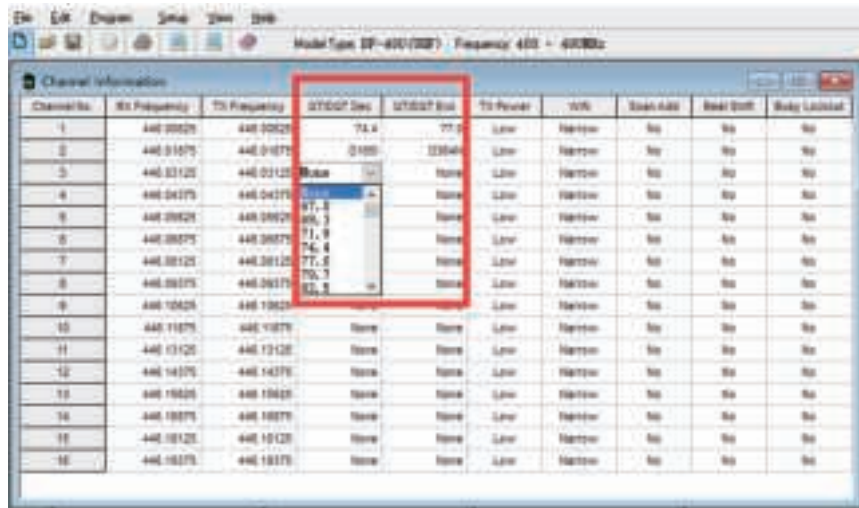 File Edit Program Setup View Help
Model Type: Frequency: 400 - 480MHz
Channel Information
Channel No. RX Frequency TX Frequency QT/DQT Dec QT/DQT Enc TX Power W/N Scan Add Beat Shift Busy Lockout
1 446.00625 446.00625 74.4 77.0 Low Narrow No No No
2 446.01875 446.01875 Low Narrow No No No
3 446.03125 446.03125 None None Low Narrow No No No
4 446.04375 446.04375 None None Low Narrow No No No
67.0
5 446.05625 446.05625 69.3 None Low Narrow No No No
6 446.06875 446.06875 71.9 None Low Narrow No No No
74.4
7 446.08125 446.08125 77.0 None Low Narrow No No No
79.7
8 446.09375 446.09375 82.5 None Low Narrow No No No
9 446.10625 446.10625 Low Narrow No No No
10 446.11875 446.11875 None None Low Narrow No No No
11 446.13125 446.13125 None None Low Narrow No No No
12 446.14375 446.14375 None None Low Narrow No No No
13 446.15625 446.15625 None None Low Narrow No No No
14 446.16875 446.16875 None None Low Narrow No No No
15 446.18125 446.18125 None None Low Narrow No No No
16 446.19375 446.19375 None None Low Narrow No No No